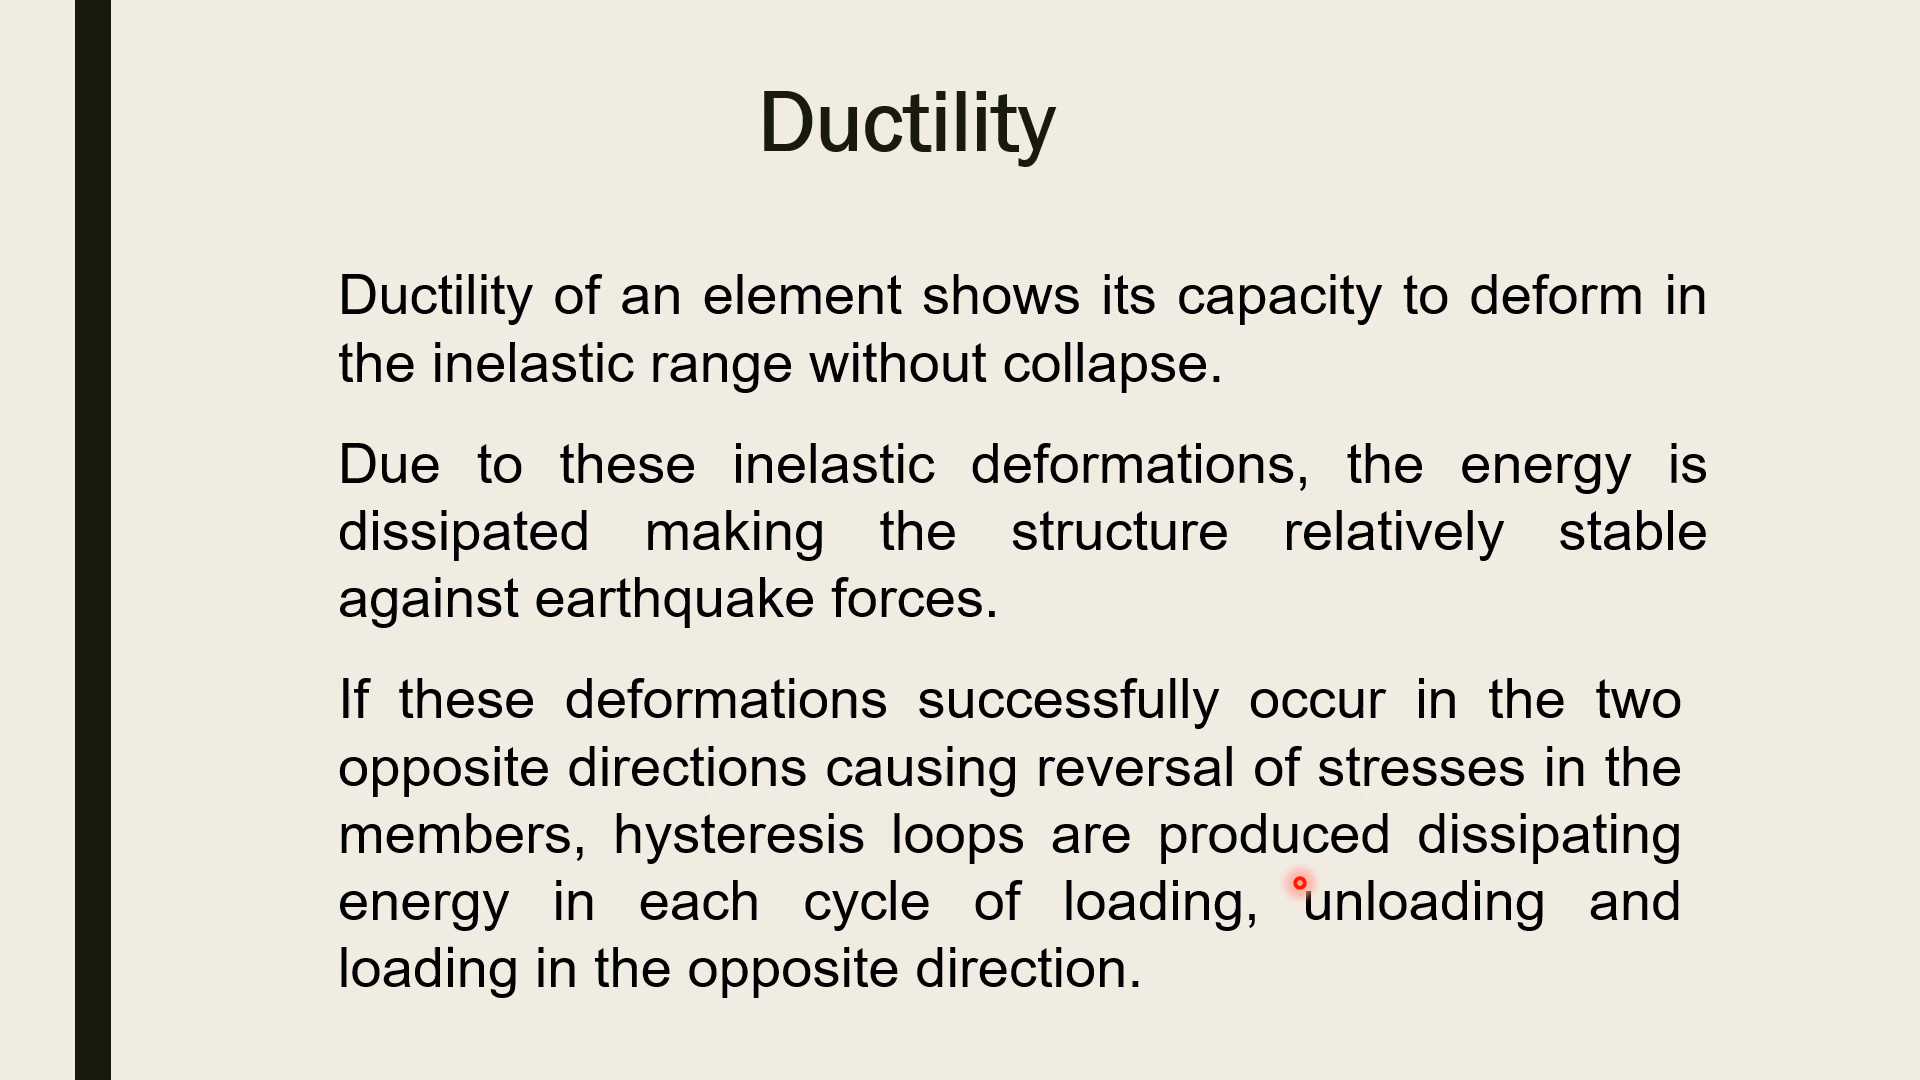 Ductility
Ductility of an element shows its capacity to deform in
the inelastic range without collapse.
Due to these inelastic deformations, the energy is
dissipated making the structure relatively stable
against earthquake forces.
If these deformations successfully occur in the two
opposite directions causing reversal of stresses in the
members, hysteresis loops are produced dissipating
energy in each cycle of loading, unloading and
loading in the opposite direction.